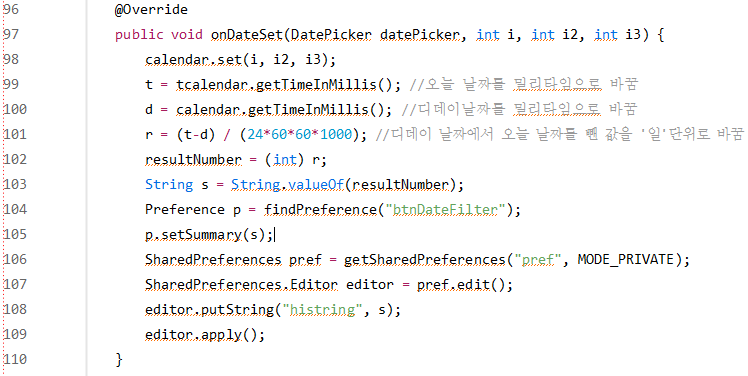 96 @Override
97 public void onDateSet(DatePicker datePicker, int i, int i2, int i3) {
98 calendar.set(i, i2, i3);
99 t = tcalendar.getTimeInMillis(); //오늘 날짜를 밀리타임으로 바꿈
100 d = calendar.getTimeInMillis(); //디데이날짜를 밀리타임으로 바꿈
101 r = (t-d) / (24*60*60*1000); //디데이 날짜에서 오늘 날짜를 뺀 값을 '일'단위로 바꿈
102 resultNumber = (int) r;
103 String s = String.valueOf(resultNumber);
104 Preference p = findPreference("btnDateFilter");
105 p.setSummary(s);
106 SharedPreferences pref = getSharedPreferences("pref", MODE_PRIVATE);
107 SharedPreferences.Editor editor = pref.edit();
108 editor.putString("histring", s);
109 editor.apply();
110 }